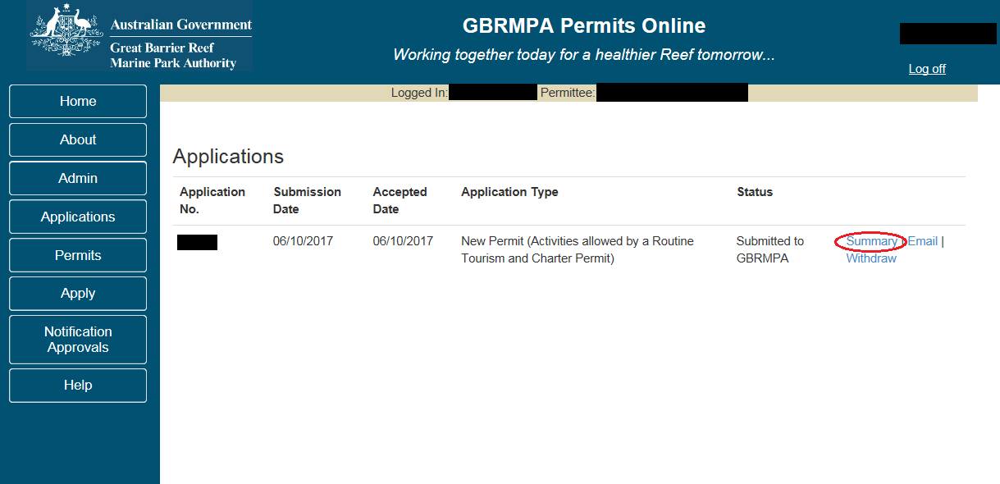 Australian Government
Great Barrier Reef
Marine Park Authority
GBRMPA Permits Online
Working together today for a healthier Reef tomorrow...
Log off
Home
About
Admin
Applications
Permits
Apply
Notification
Approvals
Help
Logged In: Permittee:
Applications
Application No. Submission Date Accepted Date Application Type Status
06/10/2017 06/10/2017 New Permit (Activities allowed by a Routine Submitted to Summary | Email |
Tourism and Charter Permit) GBRMPA Withdraw